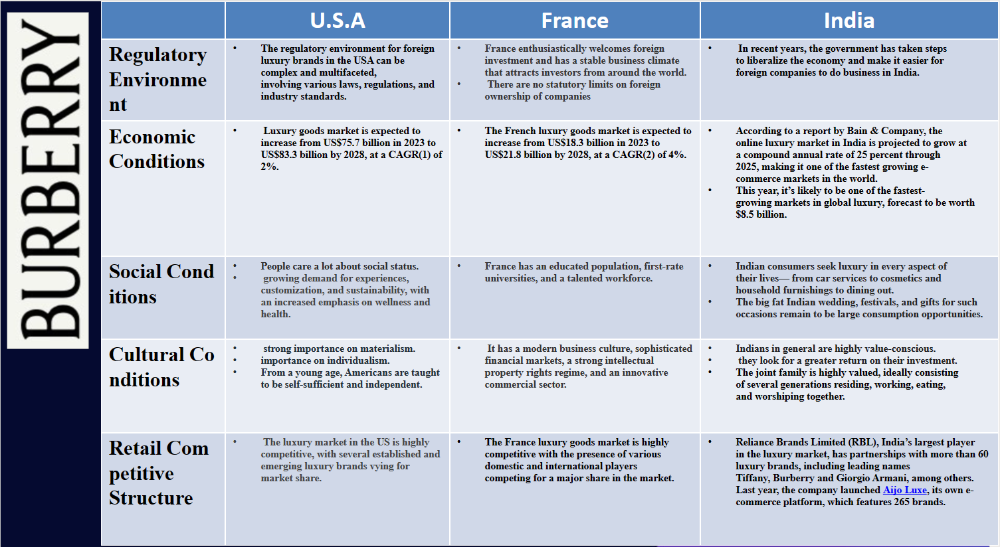 BURBERRY
U.S.A
France
India
Regulatory
Environme
nt
The regulatory environment for foreign
luxury brands in the USA can be
complex and multifaceted,
involving various laws, regulations, and
industry standards.
France enthusiastically welcomes foreign
investment and has a stable business climate
that attracts investors from around the world.
There are no statutory limits on foreign
ownership of companies
In recent years, the government has taken steps
to liberalize the economy and make it easier for
foreign companies to do business in India.
Economic
Conditions
Luxury goods market is expected to
increase from US$75.7 billion in 2023 to
US$83.3 billion by 2028, at a CAGR(1) of
2%.
The French luxury goods market is expected to
increase from US$18.3 billion in 2023 to
US$21.8 billion by 2028, at a CAGR(2) of 4%.
According to a report by Bain & Company, the
online luxury market in India is projected to grow at
a compound annual rate of 25 percent through
2025, making it one of the fastest growing e-
commerce markets in the world.
This year, it’s likely to be one of the fastest-
growing markets in global luxury, forecast to be worth
$8.5 billion.
Social Cond
itions
People care a lot about social status.
growing demand for experiences,
customization, and sustainability, with
an increased emphasis on wellness and
health.
France has an educated population, first-rate
universities, and a talented workforce.
Indian consumers seek luxury in every aspect of
their lives— from car services to cosmetics and
household furnishings to dining out.
The big fat Indian wedding, festivals, and gifts for such
occasions remain to be large consumption opportunities.
Cultural Co
nditions
strong importance on materialism.
importance on individualism.
From a young age, Americans are taught
to be self-sufficient and independent.
It has a modern business culture, sophisticated
financial markets, a strong intellectual
property rights regime, and an innovative
commercial sector.
Indians in general are highly value-conscious.
they look for a greater return on their investment.
The joint family is highly valued, ideally consisting
of several generations residing, working, eating,
and worshiping together.
Retail Com
petitive
Structure
The luxury market in the US is highly
competitive, with several established and
emerging luxury brands vying for
market share.
The France luxury goods market is highly
competitive with the presence of various
domestic and international players
competing for a major share in the market.
Reliance Brands Limited (RBL), India’s largest player
in the luxury market, has partnerships with more than 60
luxury brands, including leading names
Tiffany, Burberry and Giorgio Armani, among others.
Last year, the company launched Aijo Luxe, its own e-
commerce platform, which features 265 brands.